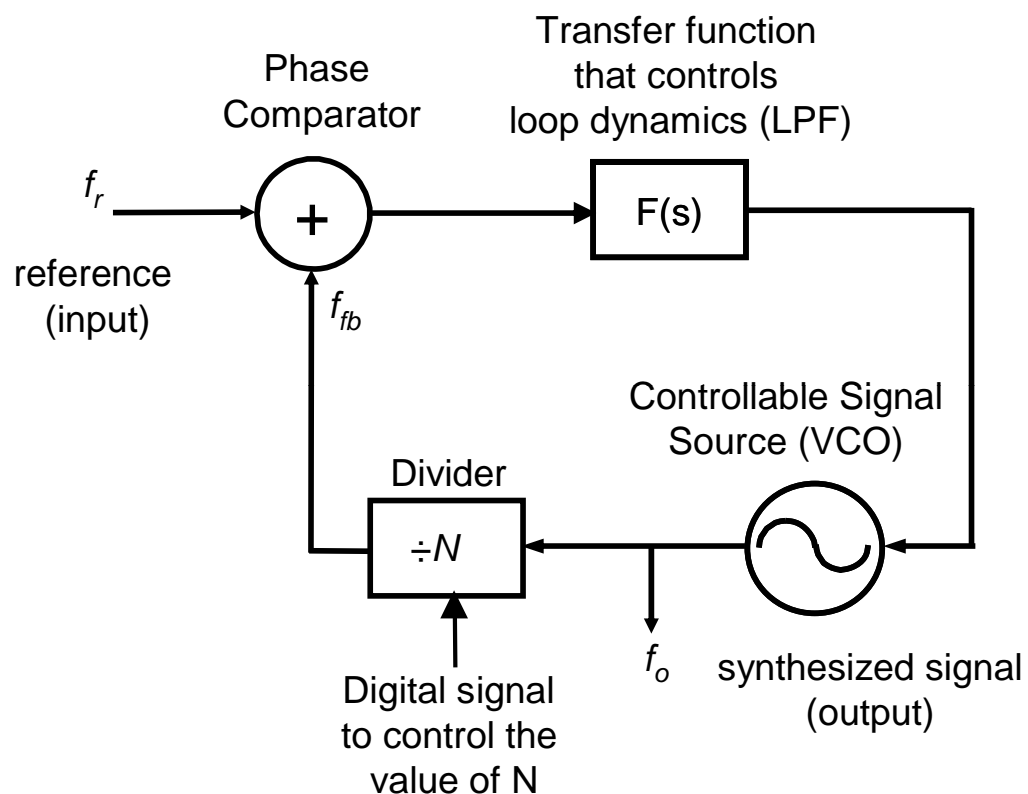 Transfer function
that controls
loop dynamics (LPF)
Phase
Comparator
f_r
+
F(s)
reference
(input)
f_fb
Controllable Signal
Source (VCO)
Divider
÷N
f_o
synthesized signal
(output)
Digital signal
to control the
value of N